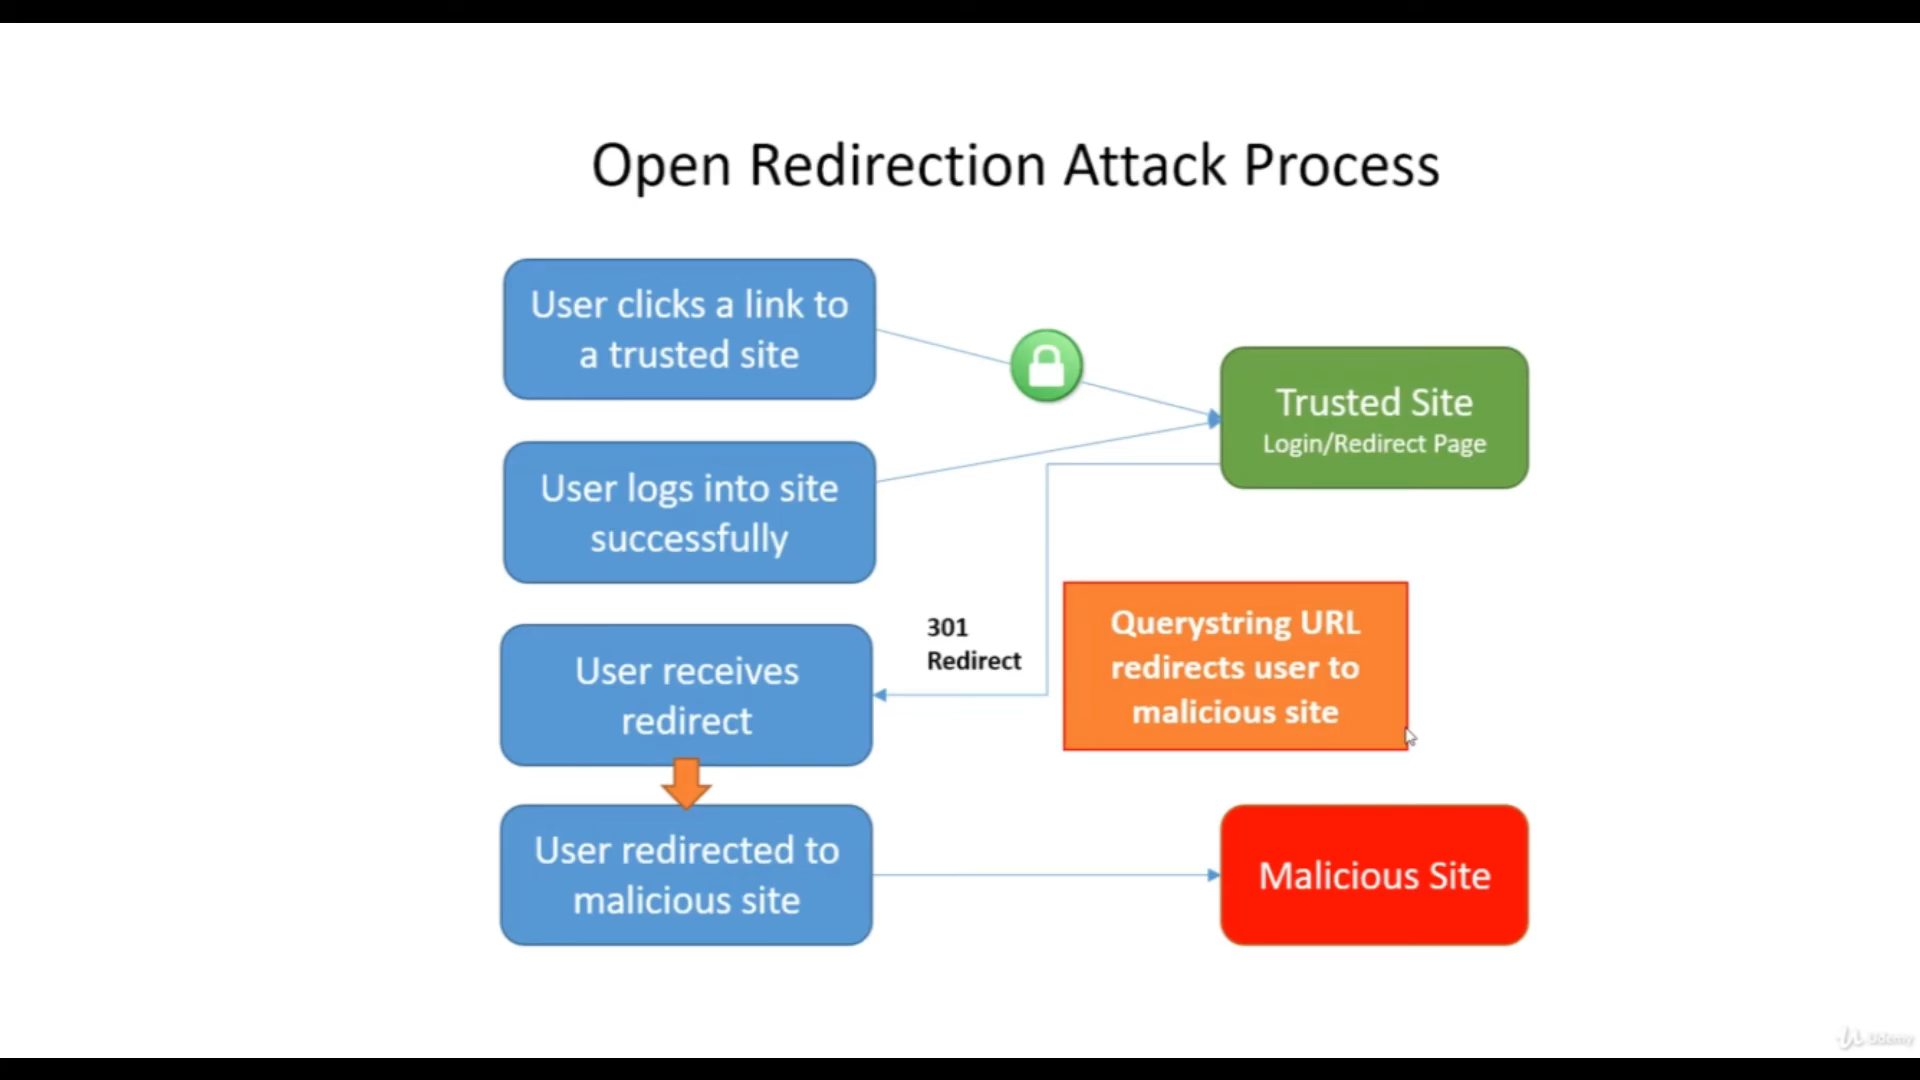 Open Redirection Attack Process
User clicks a link to
a trusted site
Trusted Site
Login/Redirect Page
User logs into site
successfully
301
Redirect
Querystring URL
redirects user to
malicious site
User receives
redirect
User redirected to
malicious site
Malicious Site
Udemy